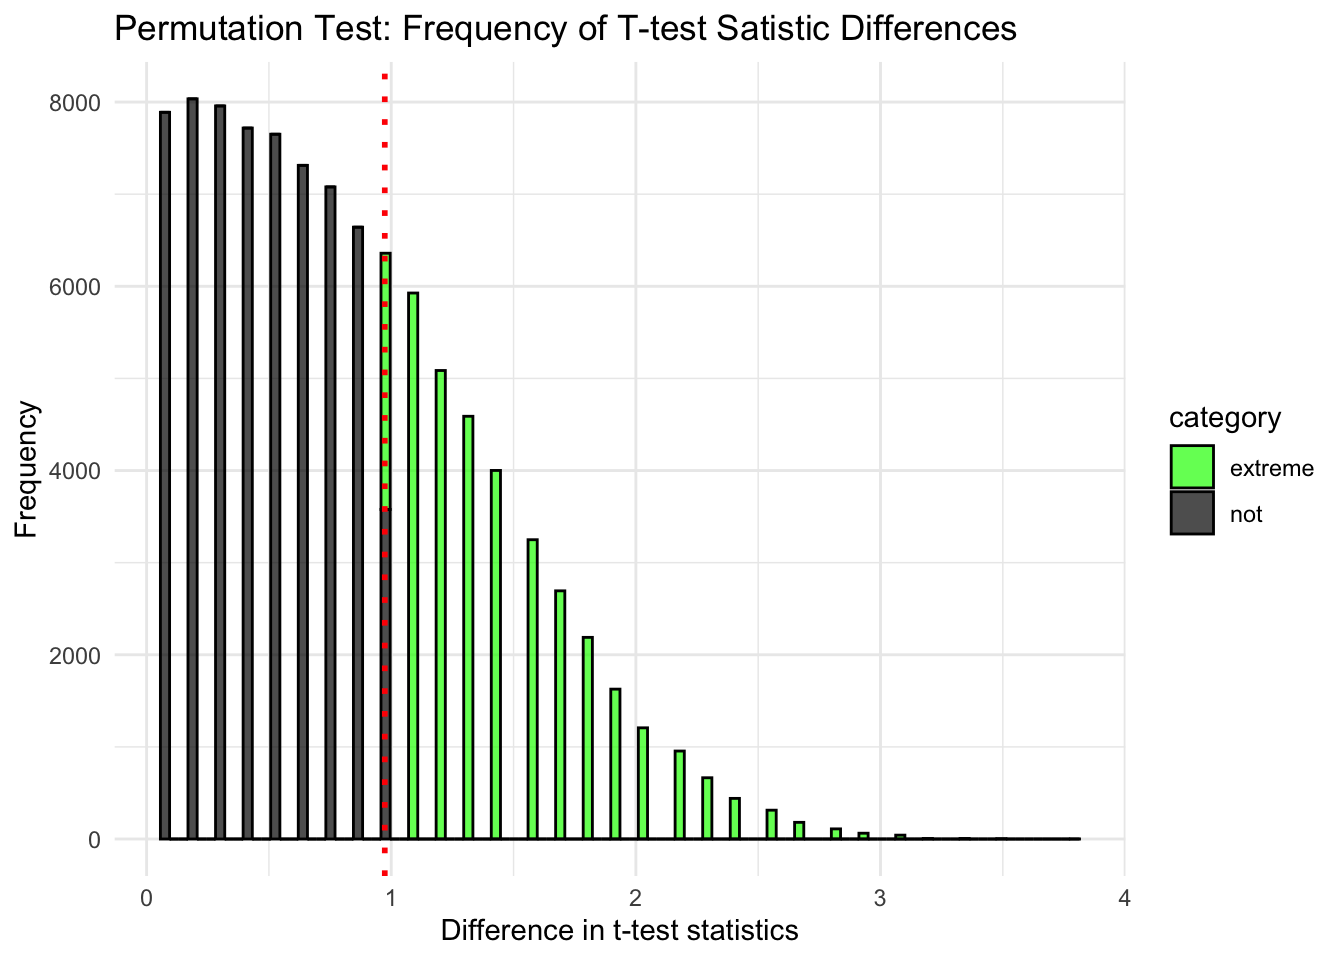 Permutation Test: Frequency of T-test Satistic Differences
8000
6000
4000
2000
0
Frequency
0 1 2 3 4
Difference in t-test statistics
category
extreme
not